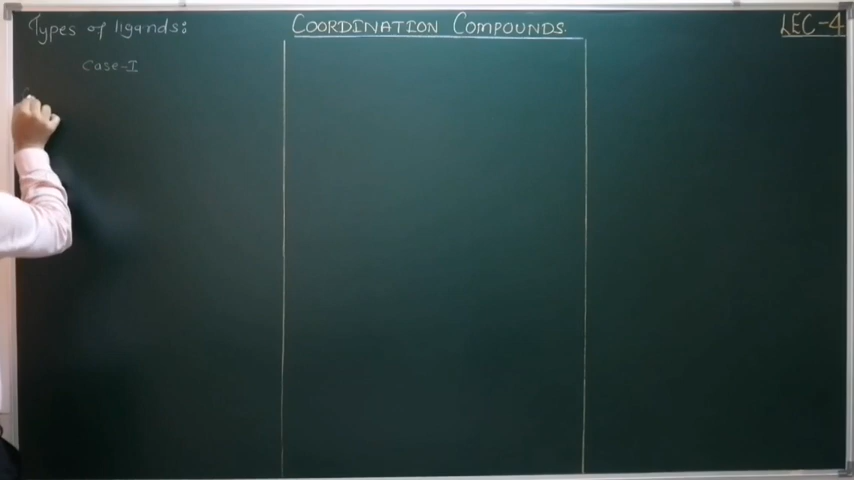 COORDINATION COMPOUNDS.
LEC-4
Types of ligands:
Case-I